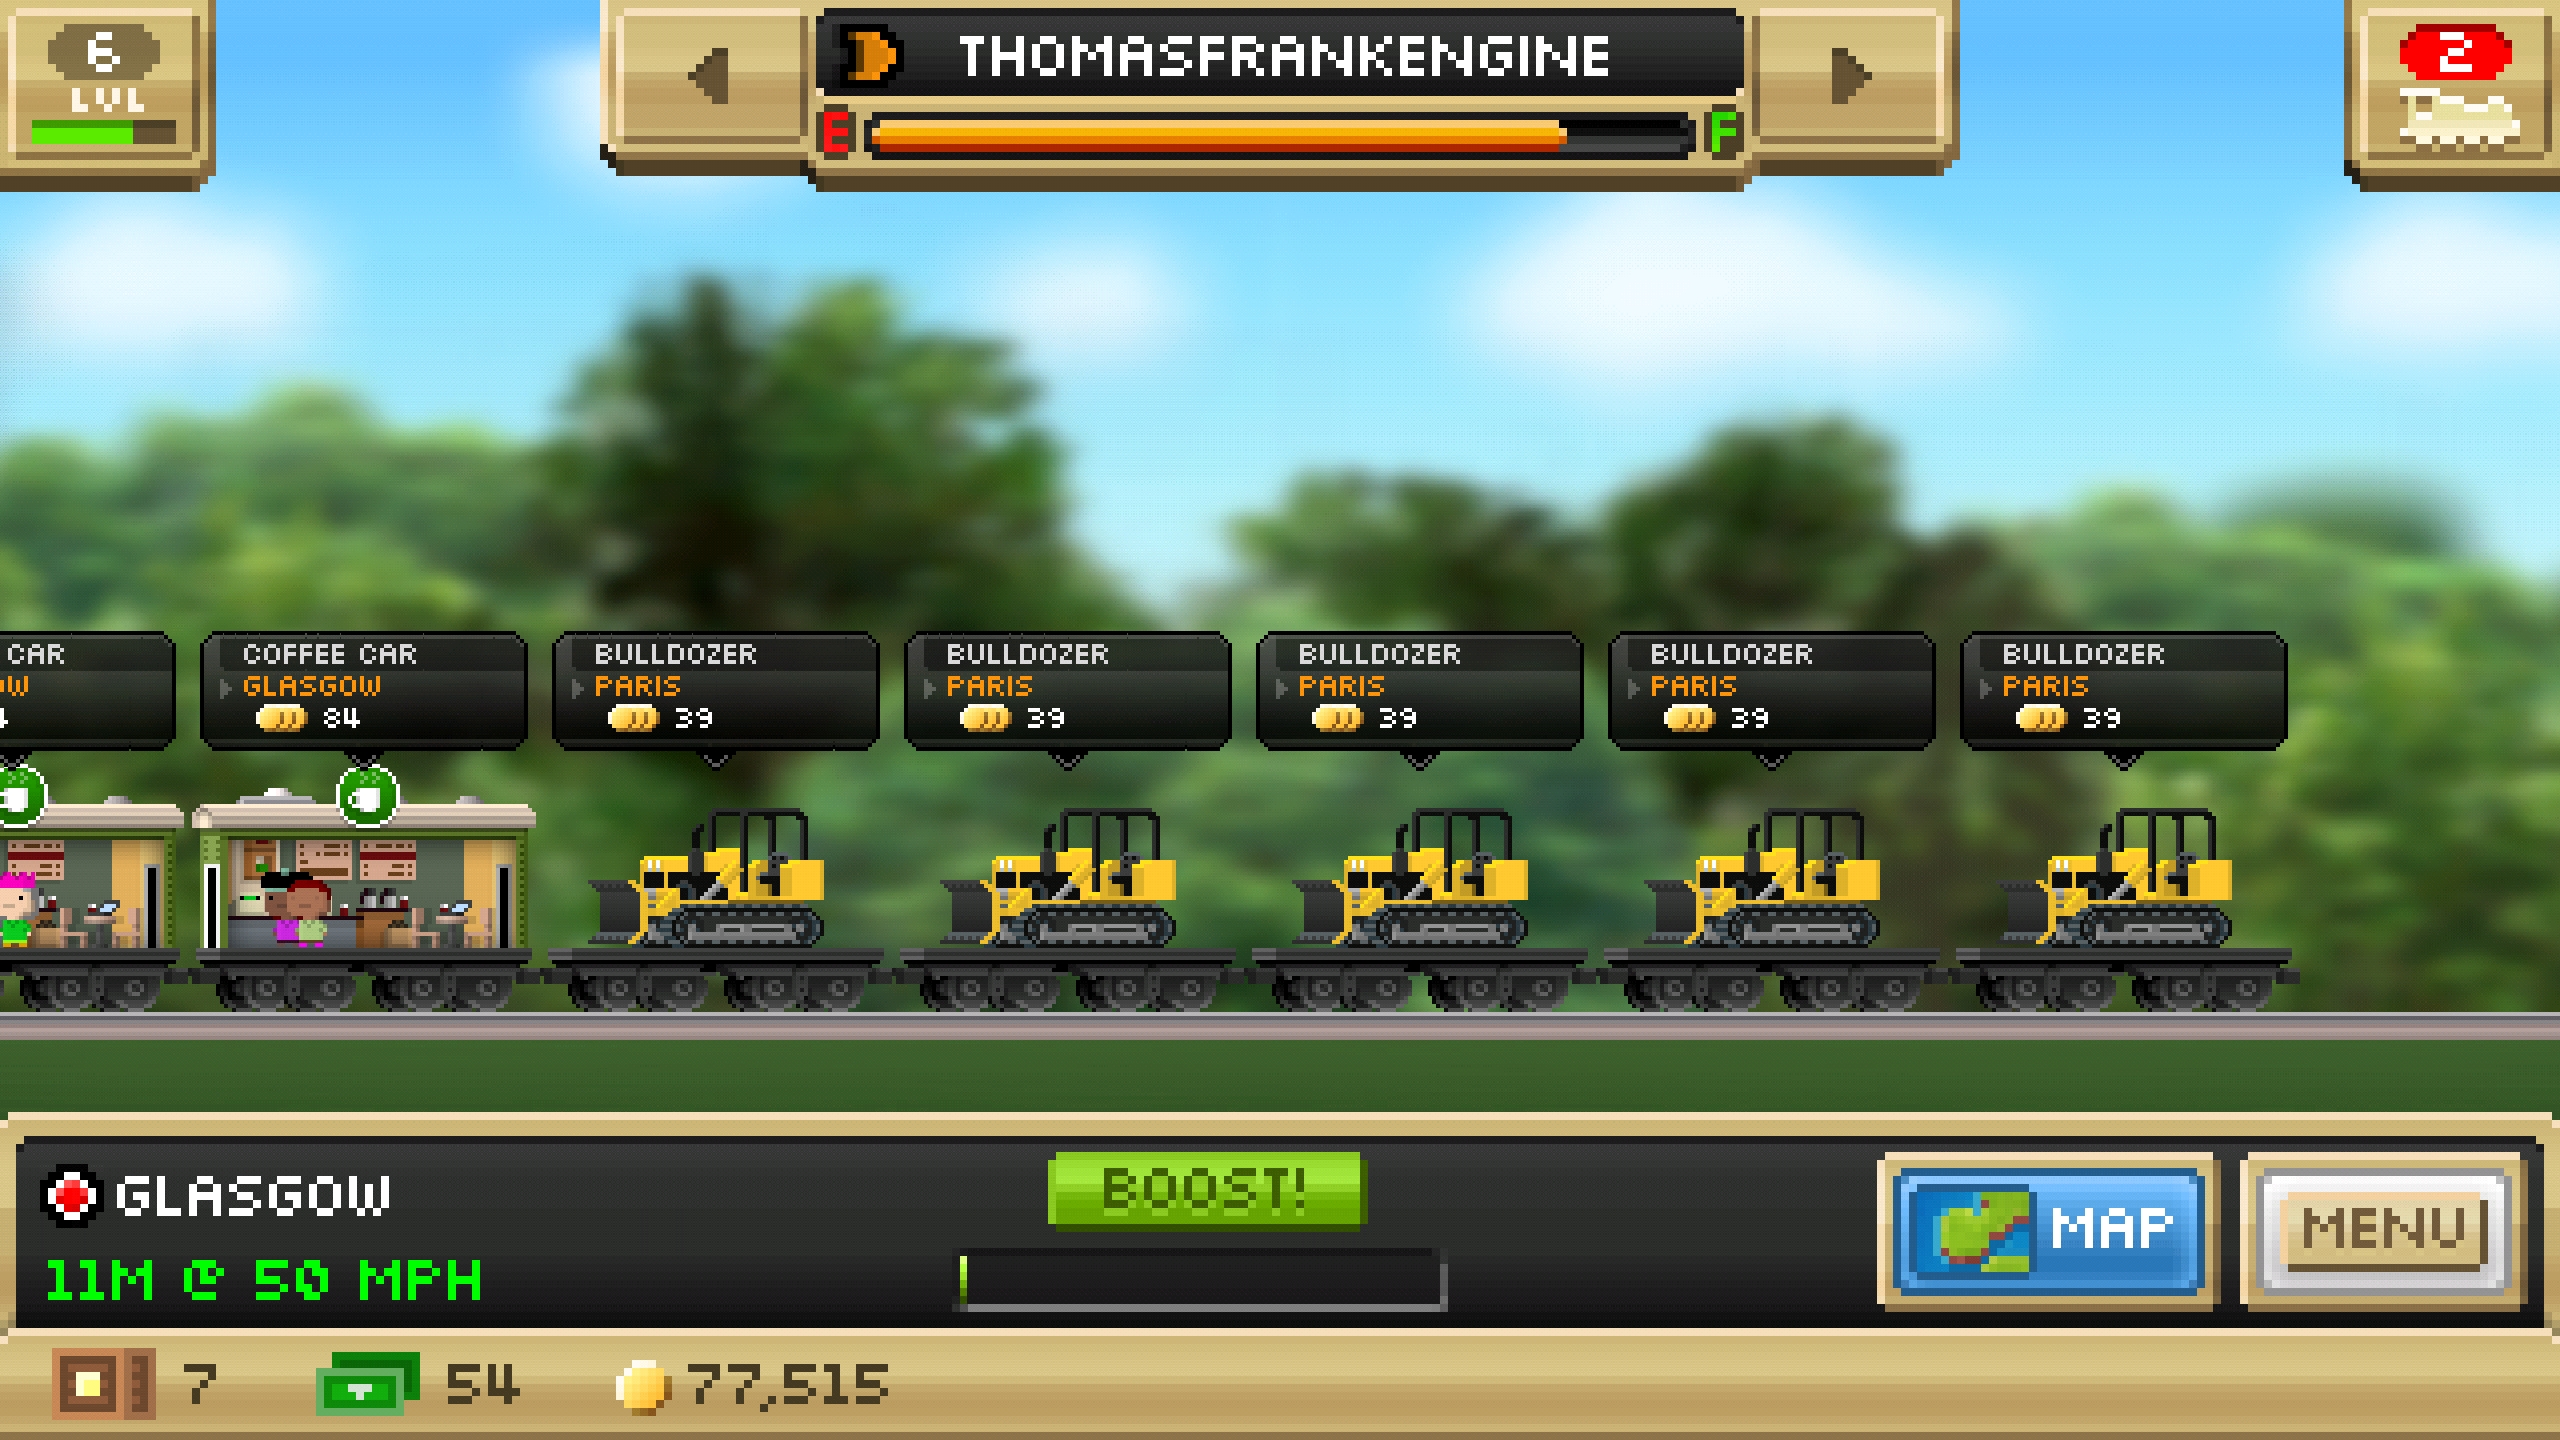 6
LVL
THOMASFRANKENGINE
E
F
2
CAR
COFFEE CAR
GLASGOW
84
BULLDOZER
PARIS
39
BULLDOZER
PARIS
39
BULLDOZER
PARIS
39
BULLDOZER
PARIS
39
BULLDOZER
PARIS
39
GLASGOW
11M @ 50 MPH
BOOST!
MAP
MENU
7
54
77,515